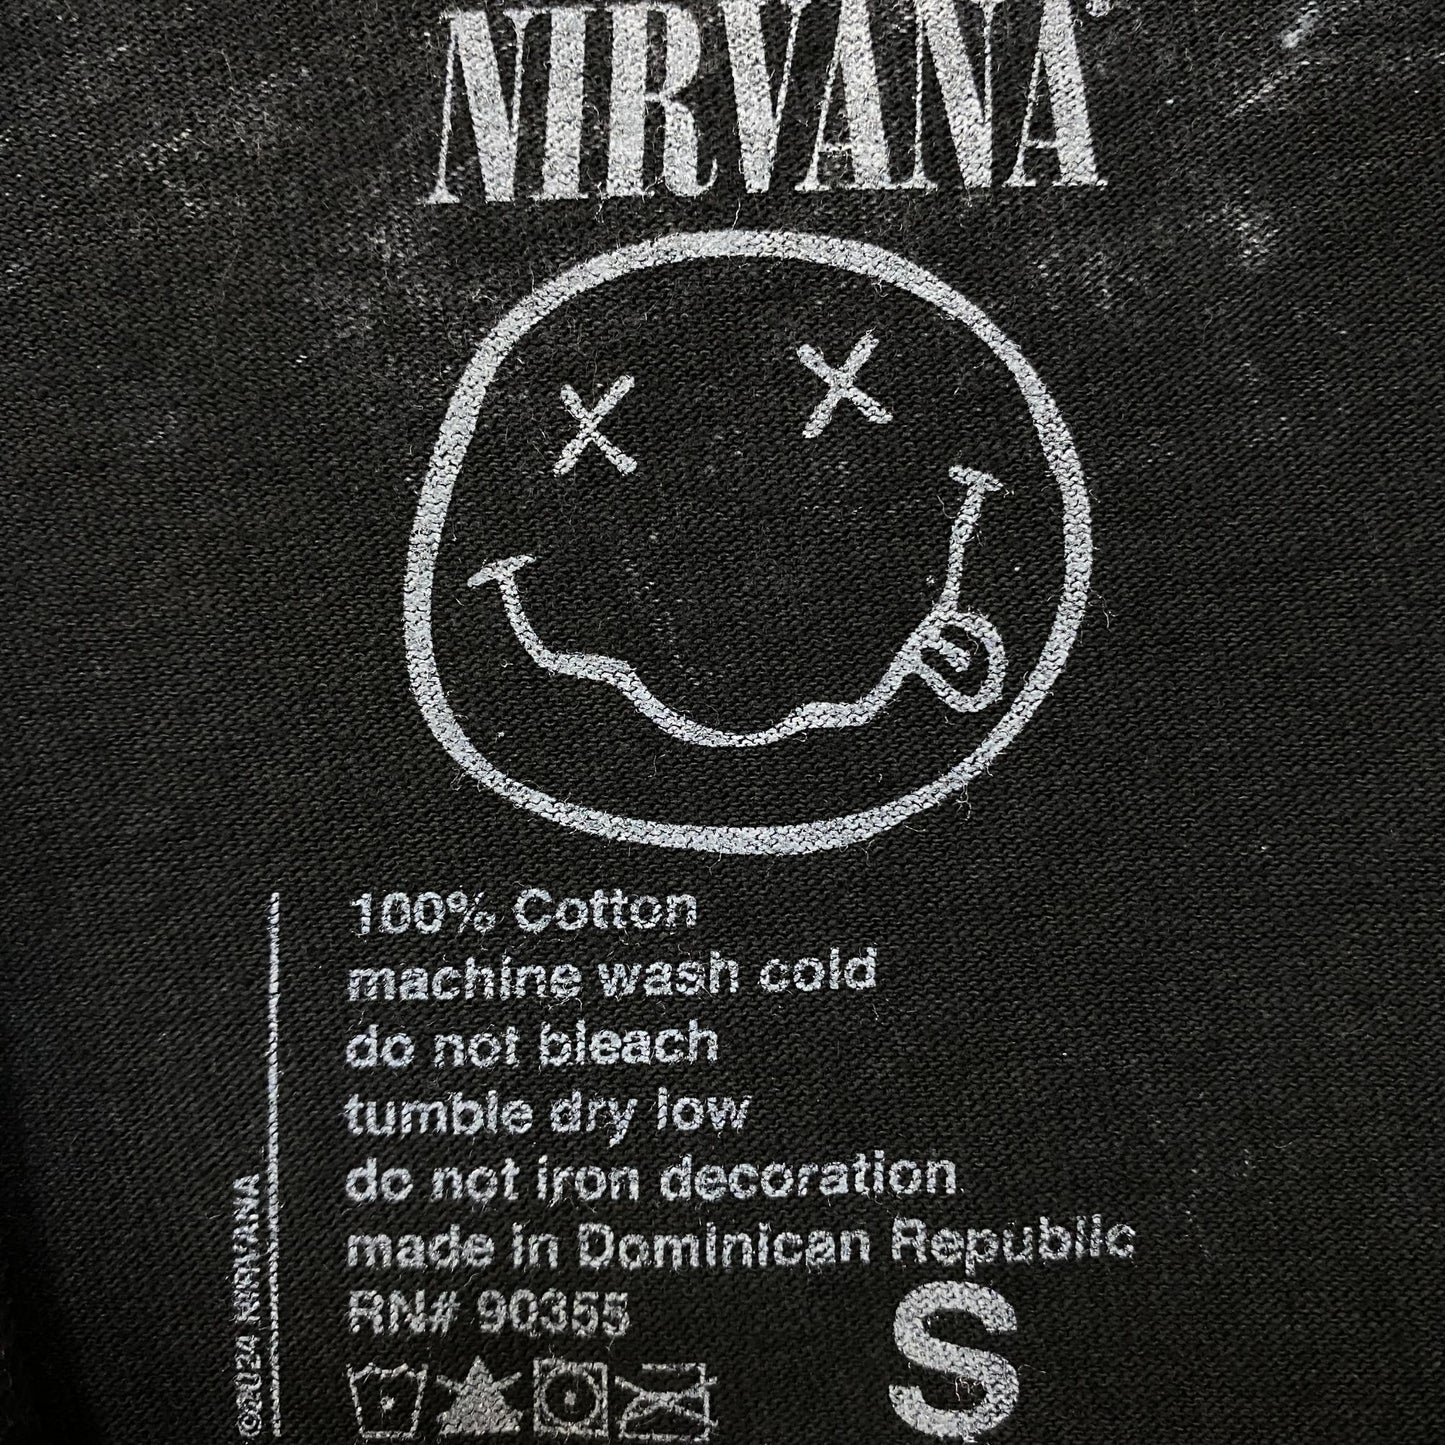 NIRVANA®
100% Cotton
machine wash cold
do not bleach
tumble dry low
do not iron decoration
made in Dominican Republic
RN# 90355
S
©2024 NIRVANA